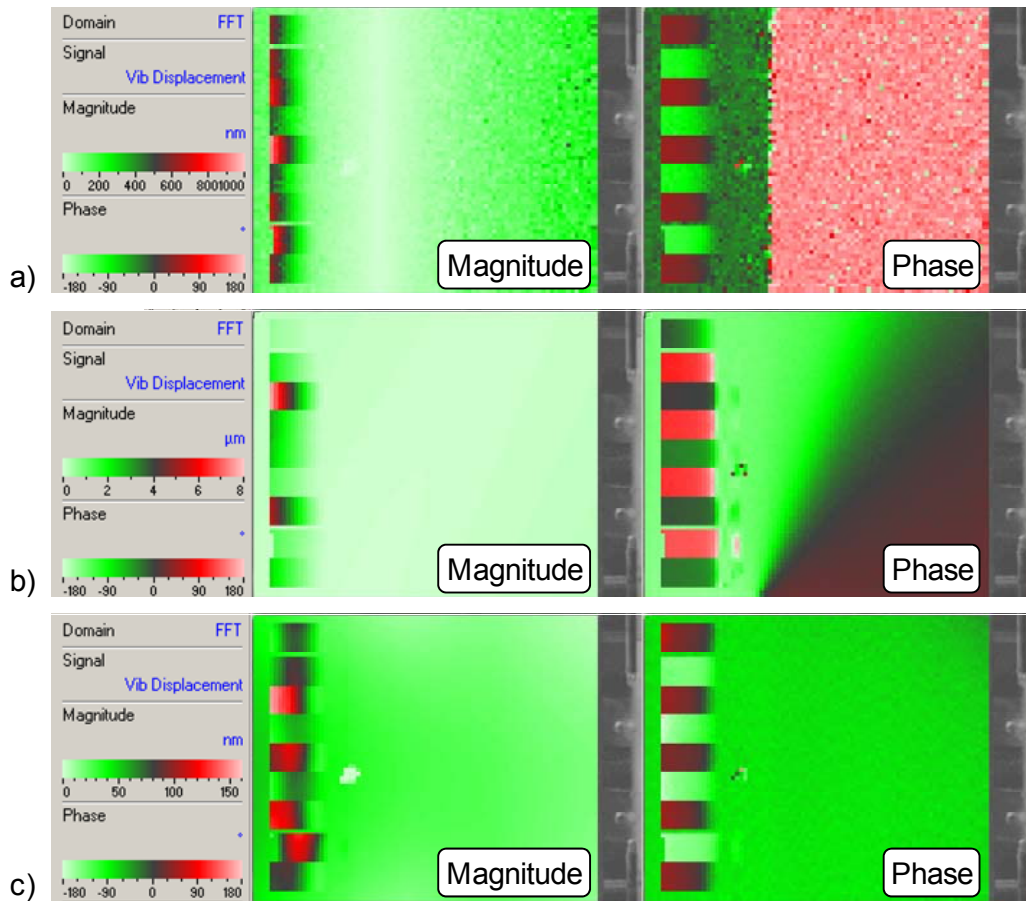 Domain FFT
Signal
Vib Displacement
Magnitude
nm
0 200 400 600 8001000
Phase
°
-180 -90 0 90 180
a)
Magnitude
Phase
Domain FFT
Signal
Vib Displacement
Magnitude
µm
0 2 4 6 8
Phase
°
-180 -90 0 90 180
b)
Magnitude
Phase
Domain FFT
Signal
Vib Displacement
Magnitude
nm
0 50 100 150
Phase
°
-180 -90 0 90 180
c)
Magnitude
Phase